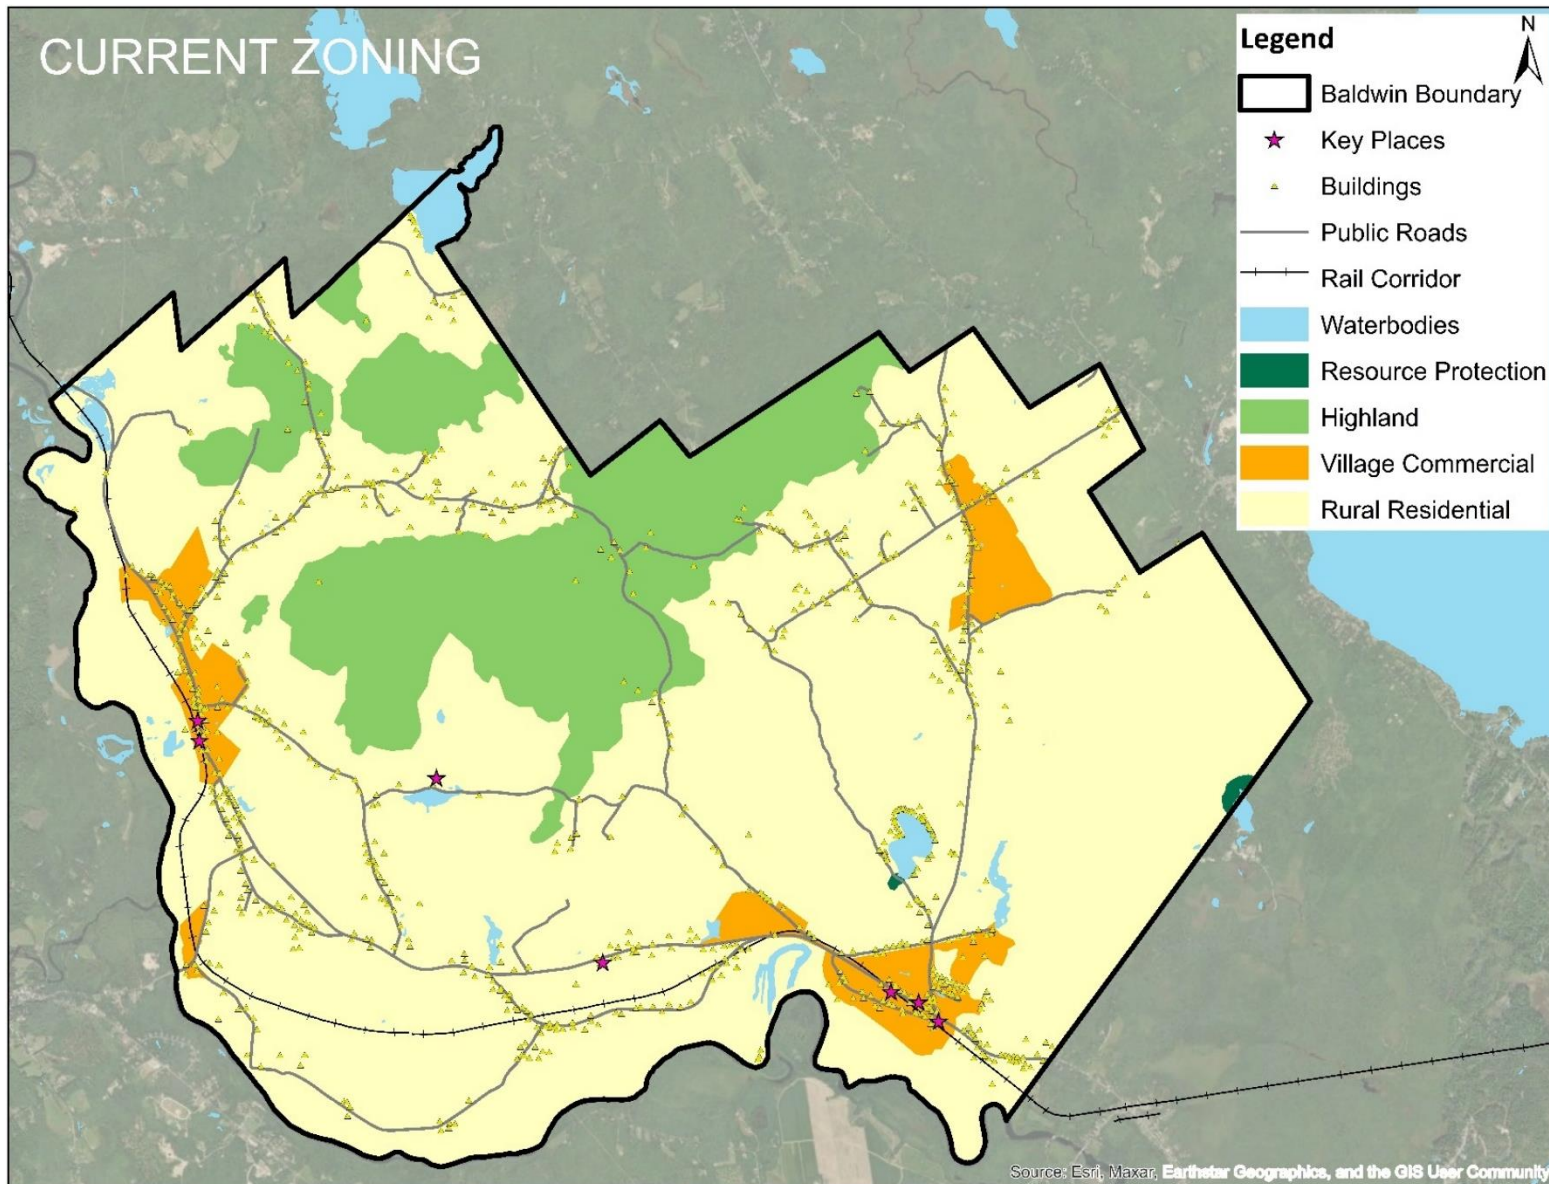 CURRENT ZONING
Legend
N
Baldwin Boundary
Key Places
Buildings
Public Roads
Rail Corridor
Waterbodies
Resource Protection
Highland
Village Commercial
Rural Residential
Source: Esri, Maxar, Earthstar Geographics, and the GIS User Community